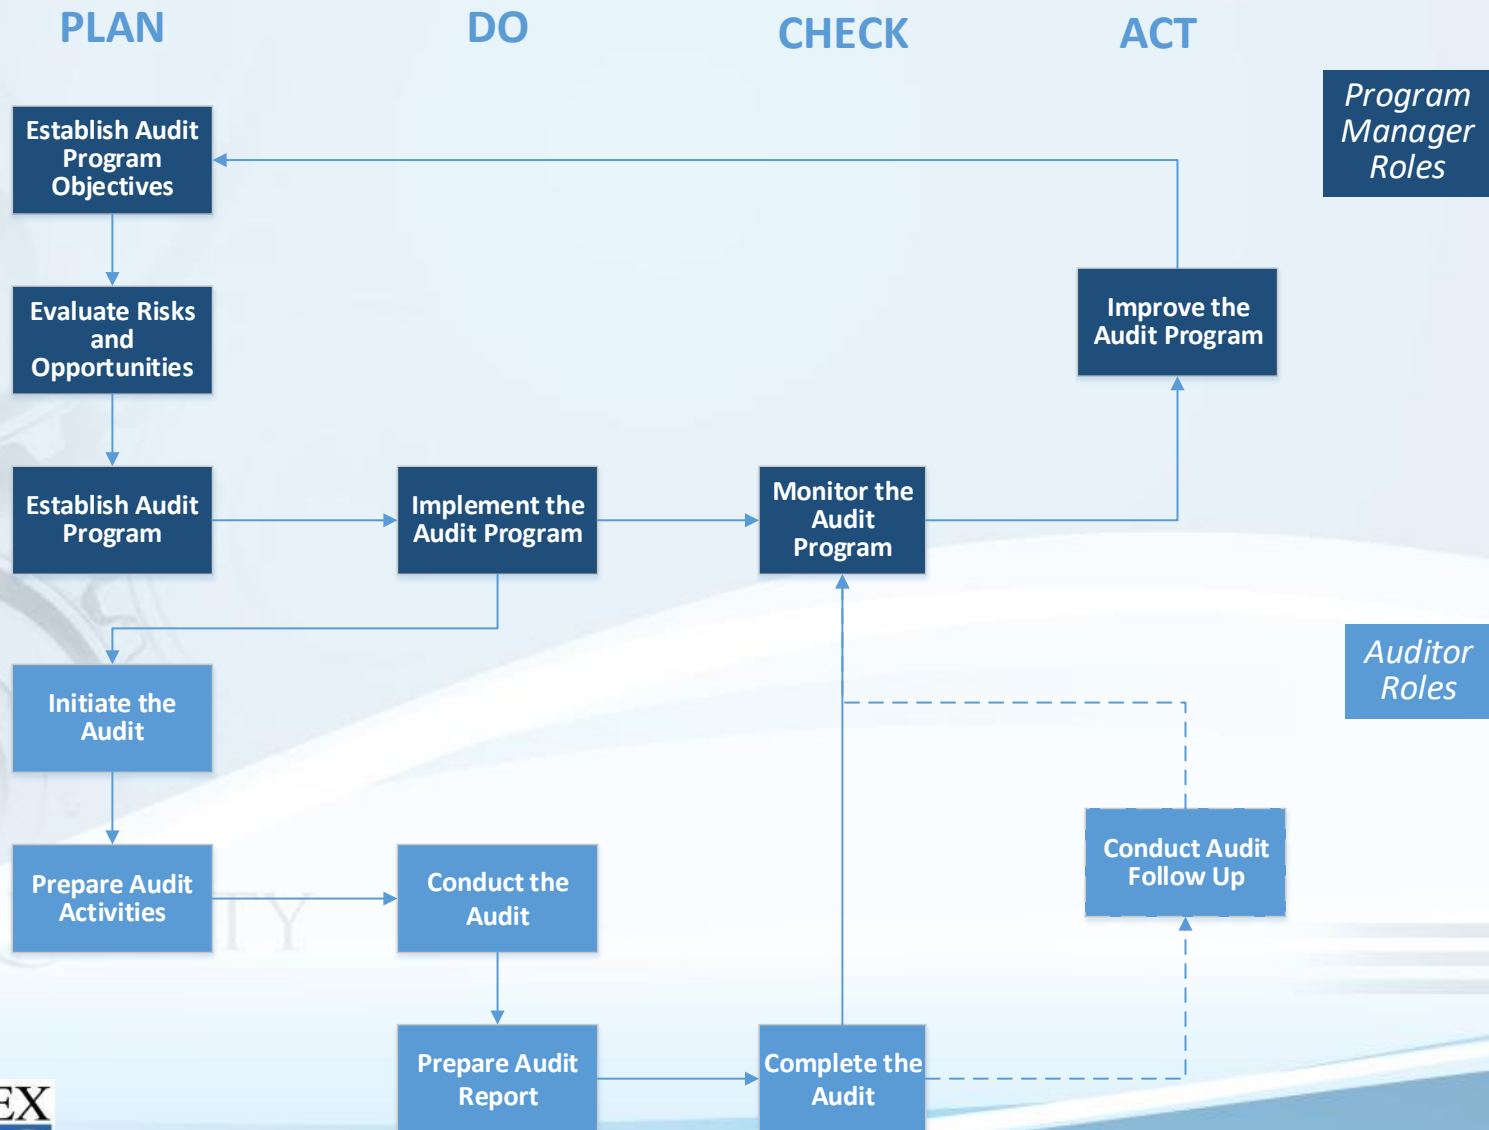 PLAN
DO
CHECK
ACT
Program
Manager
Roles
Establish Audit
Program
Objectives
Evaluate Risks
and
Opportunities
Improve the
Audit Program
Establish Audit
Program
Implement the
Audit Program
Monitor the
Audit
Program
Auditor
Roles
Initiate the
Audit
Prepare Audit
Activities
Conduct the
Audit
Conduct Audit
Follow Up
Prepare Audit
Report
Complete the
Audit
TY
EX